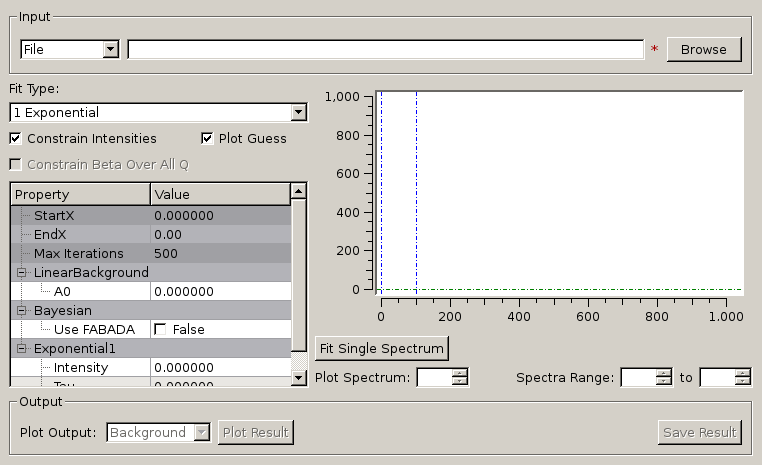 Input
File * Browse
Fit Type:
1 Exponential
Constrain Intensities Plot Guess
Constrain Beta Over All Q
Property Value
StartX 0.000000
EndX 0.00
Max Iterations 500
LinearBackground
A0 0.000000
Bayesian
Use FABADA False
Exponential1
Intensity 0.000000
Tau 0.000000
1,000
800
600
400
200
0
0 200 400 600 800 1.000
Fit Single Spectrum
Plot Spectrum: Spectra Range: to
Output
Plot Output: Background Plot Result Save Result